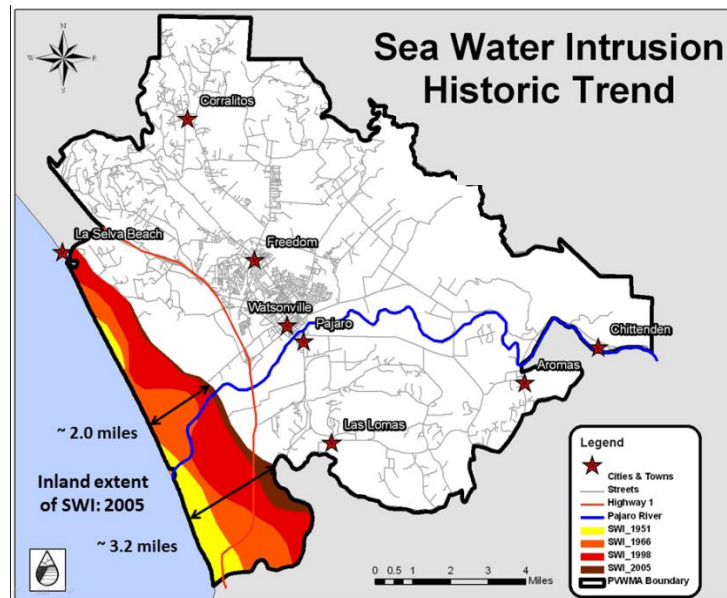 Sea Water Intrusion
Historic Trend
N
W
E
S
Corralitos
La Selva Beach
Freedom
Watsonville
Pajaro
Chittenden
Aromas
Las Lomas
~ 2.0 miles
Inland extent
of SWI: 2005
~ 3.2 miles
Legend
Cities & Towns
Streets
Highway 1
Pajaro River
SWI_1951
SWI_1966
SWI_1998
SWI_2005
PVWMA Boundary
0 0.5 1 2 3 4
Miles